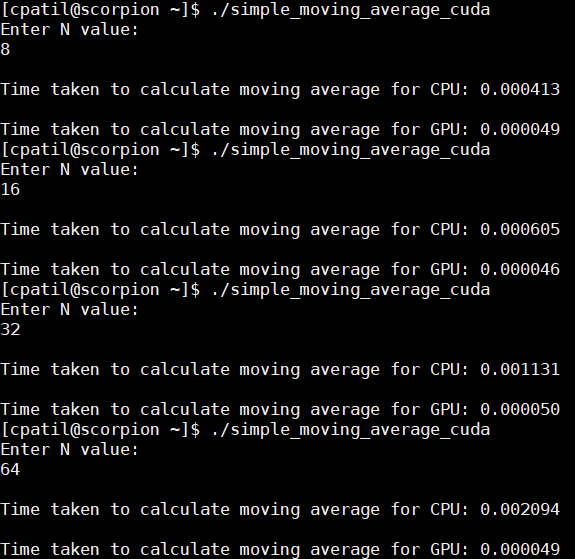 [cpatil@scorpion ~]$ ./simple_moving_average_cuda
Enter N value:
8
Time taken to calculate moving average for CPU: 0.000413
Time taken to calculate moving average for GPU: 0.000049
[cpatil@scorpion ~]$ ./simple_moving_average_cuda
Enter N value:
16
Time taken to calculate moving average for CPU: 0.000605
Time taken to calculate moving average for GPU: 0.000046
[cpatil@scorpion ~]$ ./simple_moving_average_cuda
Enter N value:
32
Time taken to calculate moving average for CPU: 0.001131
Time taken to calculate moving average for GPU: 0.000050
[cpatil@scorpion ~]$ ./simple_moving_average_cuda
Enter N value:
64
Time taken to calculate moving average for CPU: 0.002094
Time taken to calculate moving average for GPU: 0.000049